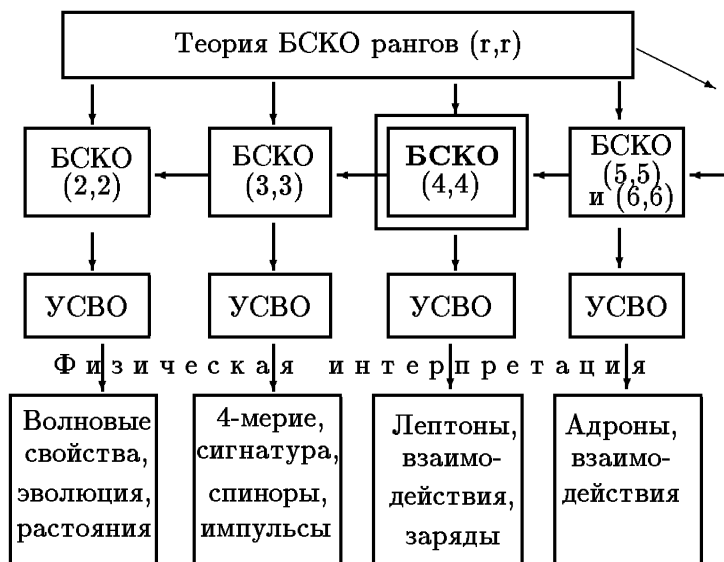 Теория БСКО рангов (r,r)
БСКО
(2,2)
БСКО
(3,3)
БСКО
(4,4)
БСКО
(5,5)
и (6,6)
УСВО
УСВО
УСВО
УСВО
Физическая интерпретация
Волновые
свойства,
эволюция,
растояния
4-мерие,
сигнатура,
спиноры,
импульсы
Лептоны,
взаимо-
действия,
заряды
Адроны,
взаимо-
действия